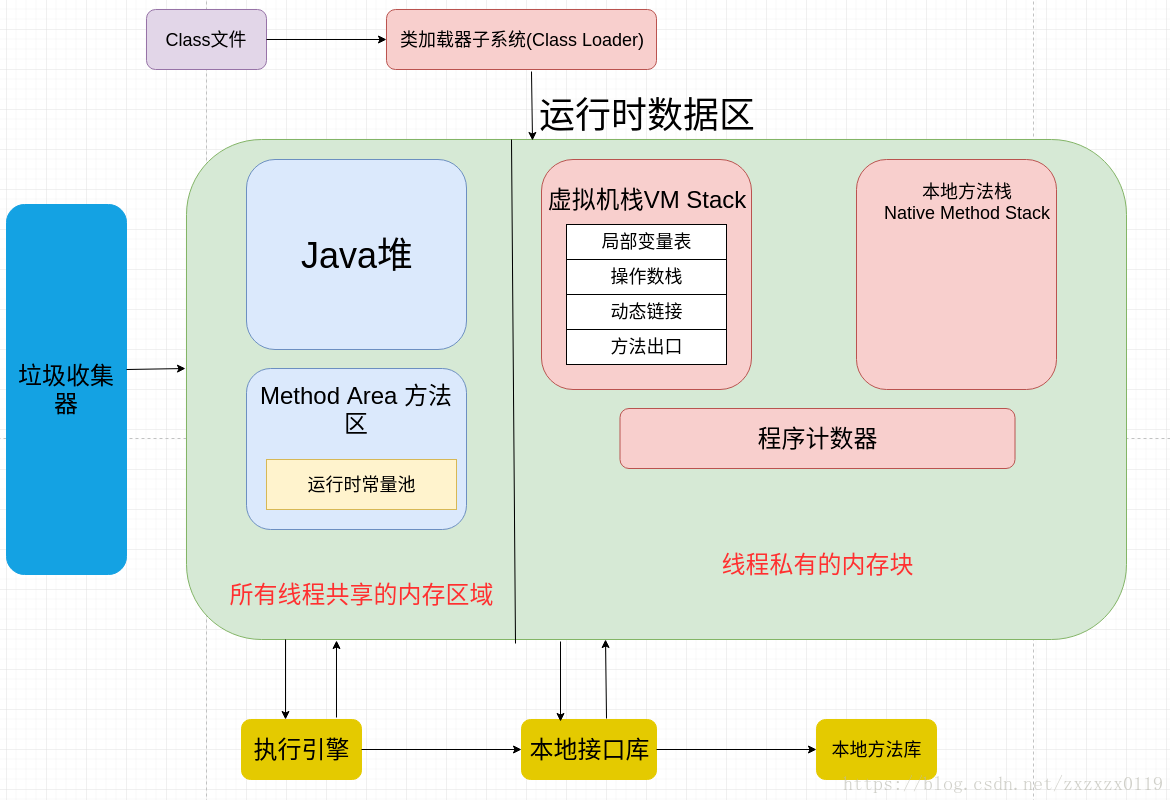 Class文件
类加载器子系统(Class Loader)
运行时数据区
Java堆
虚拟机栈VM Stack
局部变量表
操作数栈
动态链接
方法出口
本地方法栈
Native Method Stack
垃圾收集
器
Method Area 方法
区
运行时常量池
程序计数器
所有线程共享的内存区域
线程私有的内存块
执行引擎
本地接口库
本地方法库
https://blog.csdn.net/zxzxzx0119